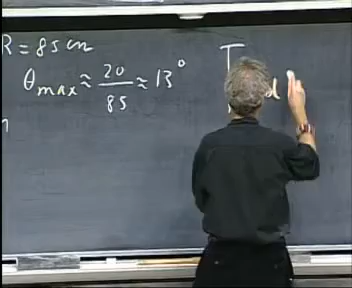 R = 85 cm
θmax ≈ 20/85 ≈ 13°
T